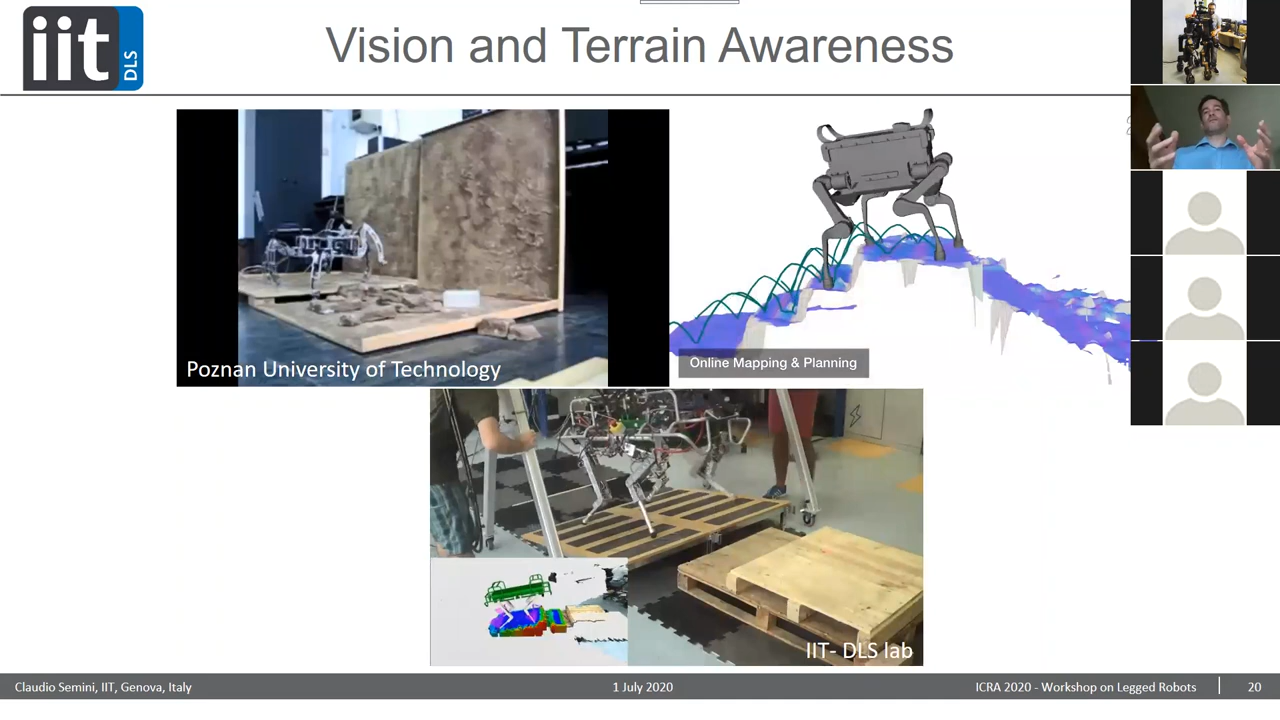 iit
DLS
Vision and Terrain Awareness
Poznan University of Technology
Online Mapping & Planning
IIT- DLS lab
Claudio Semini, IIT, Genova, Italy
1 July 2020
ICRA 2020 - Workshop on Legged Robots
20